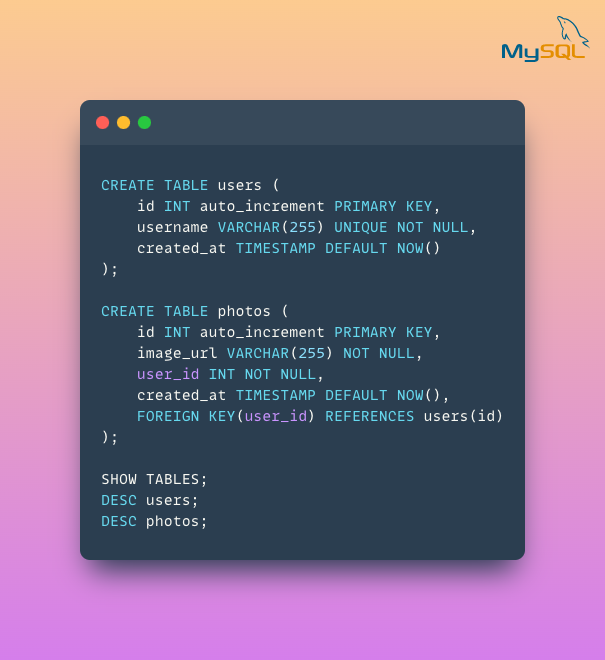 MySQL
CREATE TABLE users (
    id INT auto_increment PRIMARY KEY,
    username VARCHAR(255) UNIQUE NOT NULL,
    created_at TIMESTAMP DEFAULT NOW()
);

CREATE TABLE photos (
    id INT auto_increment PRIMARY KEY,
    image_url VARCHAR(255) NOT NULL,
    user_id INT NOT NULL,
    created_at TIMESTAMP DEFAULT NOW(),
    FOREIGN KEY(user_id) REFERENCES users(id)
);

SHOW TABLES;
DESC users;
DESC photos;